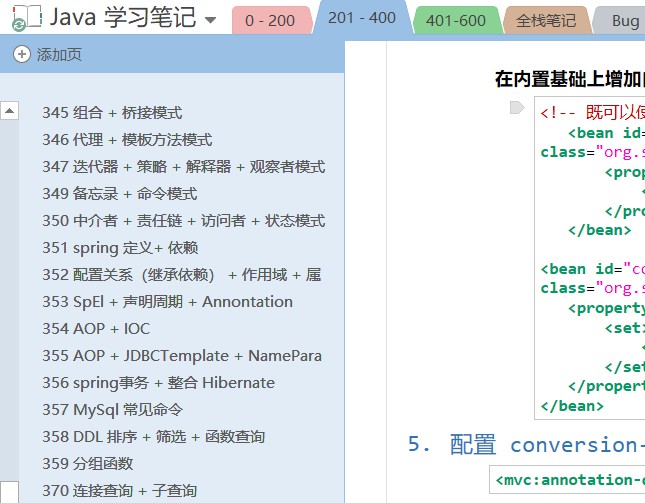 Java 学习笔记
0 - 200
201 - 400
401-600
全栈笔记
Bug
添加页
345 组合 + 桥接模式
346 代理 + 模板方法模式
347 迭代器 + 策略 + 解释器 + 观察者模式
349 备忘录 + 命令模式
350 中介者 + 责任链 + 访问者 + 状态模式
351 spring 定义+ 依赖
352 配置关系（继承依赖） + 作用域 + 属
353 SpEl + 声明周期 + Annontation
354 AOP + IOC
355 AOP + JDBCTemplate + NamePara
356 spring事务 + 整合 Hibernate
357 MySql 常见命令
358 DDL 排序 + 筛选 + 函数查询
359 分组函数
370 连接查询 + 子查询
在内置基础上增加
<!-- 既可以使
<bean id=
class="org.s
<prop
<
</pro
</bean>
<bean id="co
class="org.s
<property
<set>
<
</set
</property
</bean>
5. 配置 conversion-
<mvc:annotation-d